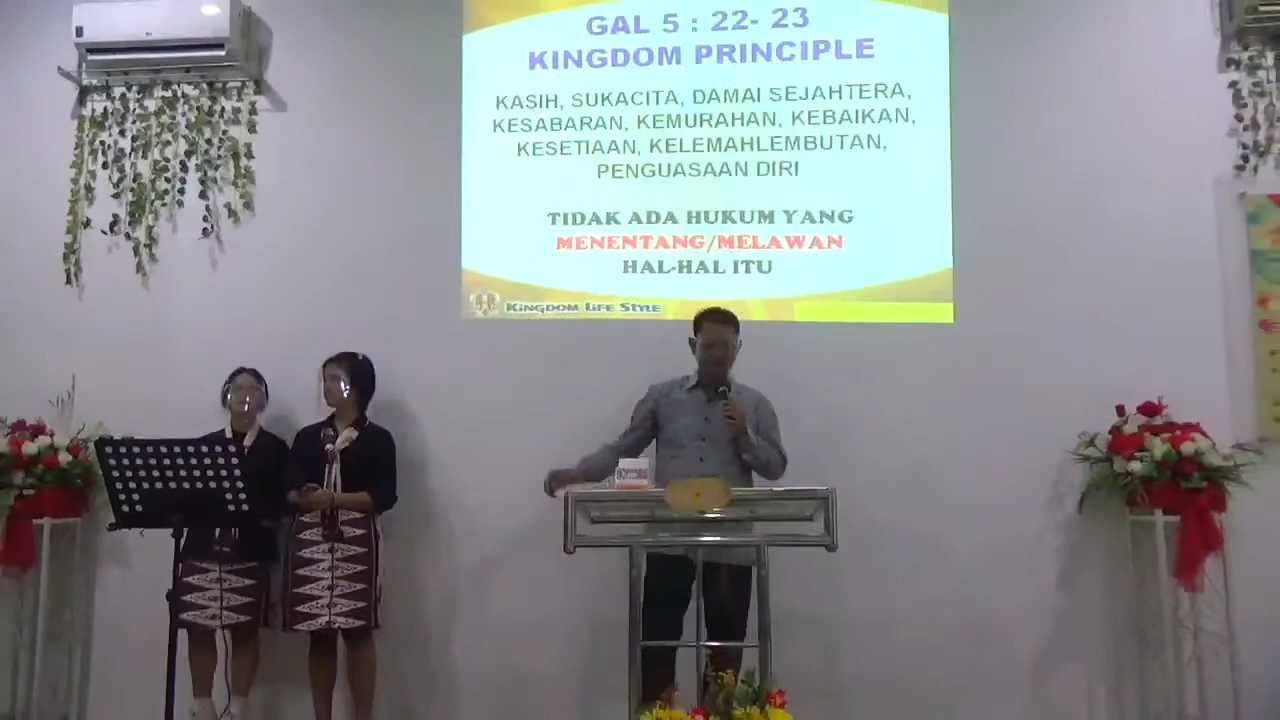 GAL 5 : 22- 23
KINGDOM PRINCIPLE
KASIH, SUKACITA, DAMAI SEJAHTERA,
KESABARAN, KEMURAHAN, KEBAIKAN,
KESETIAAN, KELEMAHLEMBUTAN,
PENGUASAAN DIRI
TIDAK ADA HUKUM YANG
MENENTANG/MELAWAN
HAL-HAL ITU
KINGDOM LIFE STYLE